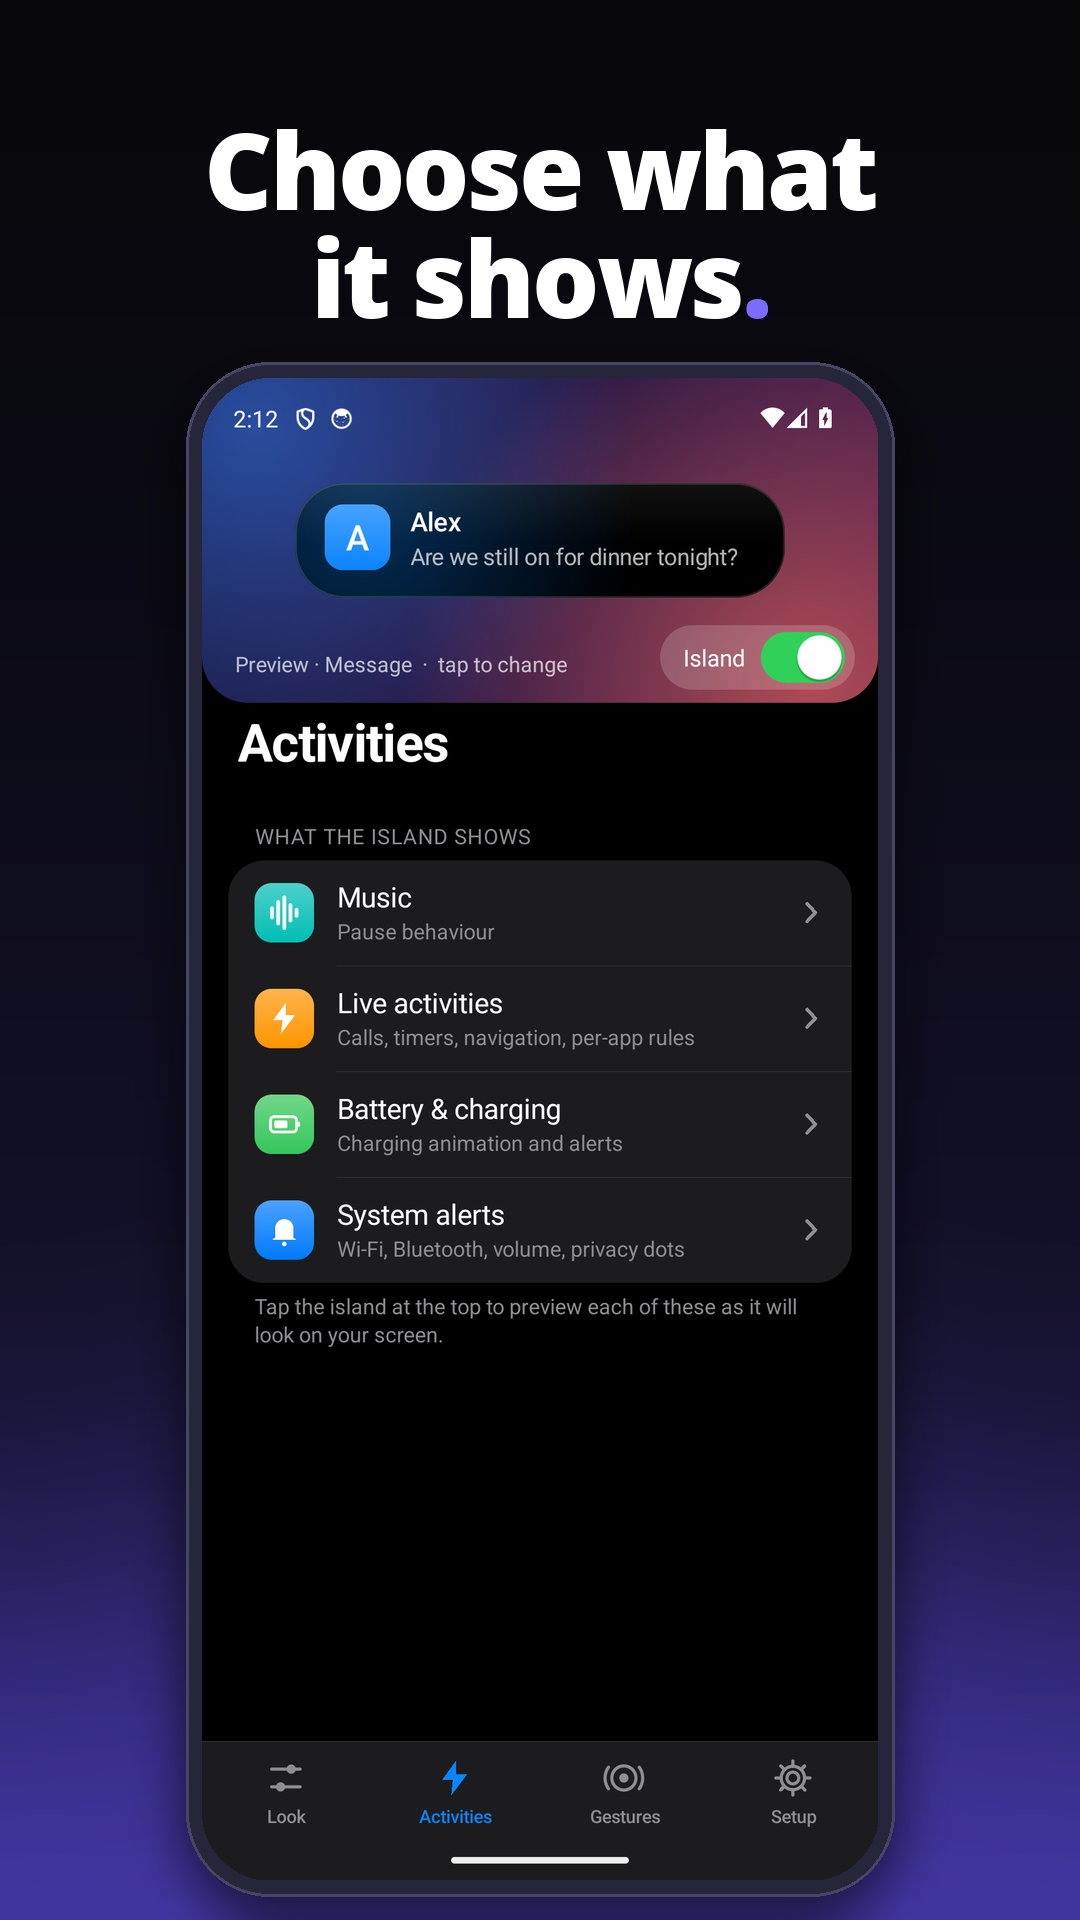 Choose what
it shows.
2:12
A
Alex
Are we still on for dinner tonight?
Preview · Message · tap to change
Island
Activities
WHAT THE ISLAND SHOWS
Music
Pause behaviour
Live activities
Calls, timers, navigation, per-app rules
Battery & charging
Charging animation and alerts
System alerts
Wi-Fi, Bluetooth, volume, privacy dots
Tap the island at the top to preview each of these as it will
look on your screen.
Look
Activities
Gestures
Setup